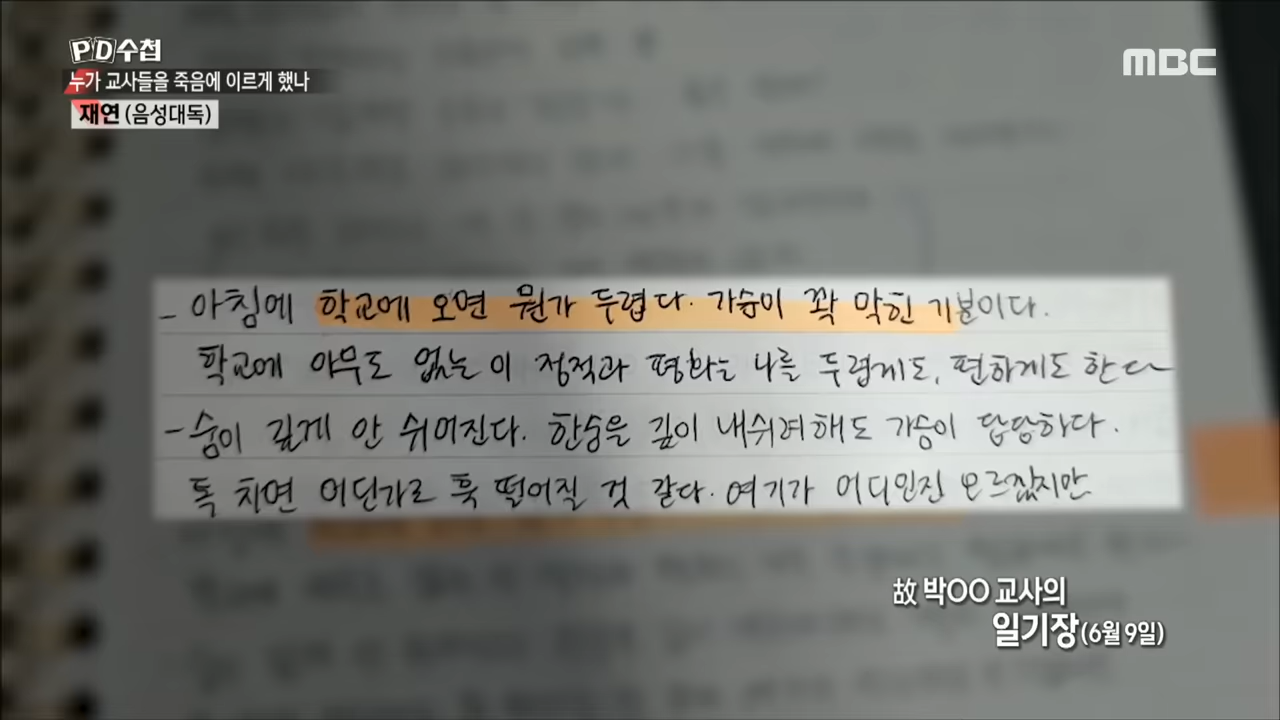 PD수첩
MBC
누가 교사들을 죽음에 이르게 했나
재연 (음성대독)
- 아침에 학교에 오면 뭔가 두렵다. 가슴이 꽉 막힌 기분이다.
학교에 아무도 없는 이 정적과 평화는 나를 두렵게도, 편하게도 한다
- 숨이 깊게 안 쉬어진다. 한숨을 깊이 내쉬려해도 가슴이 답답하다.
톡 치면 어딘가로 훅 떨어질 것 같다. 여기가 어디인진 모르겠지만
故 박OO 교사의
일기장 (6월 9일)